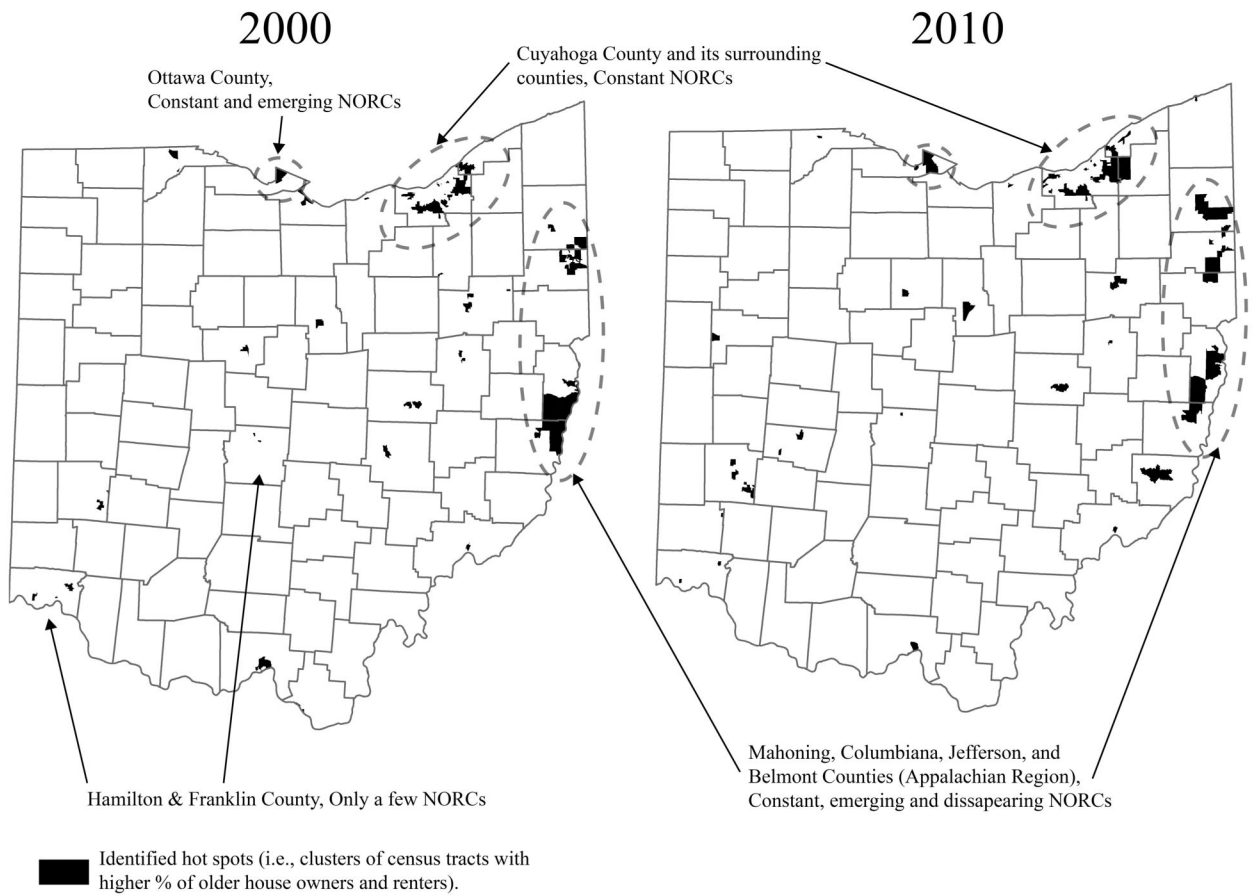 2000
2010
Ottawa County,
Constant and emerging NORCs
Cuyahoga County and its surrounding
counties, Constant NORCs
Hamilton & Franklin County, Only a few NORCs
Mahoning, Columbiana, Jefferson, and
Belmont Counties (Appalachian Region),
Constant, emerging and dissapearing NORCs
Identified hot spots (i.e., clusters of census tracts with
higher % of older house owners and renters).